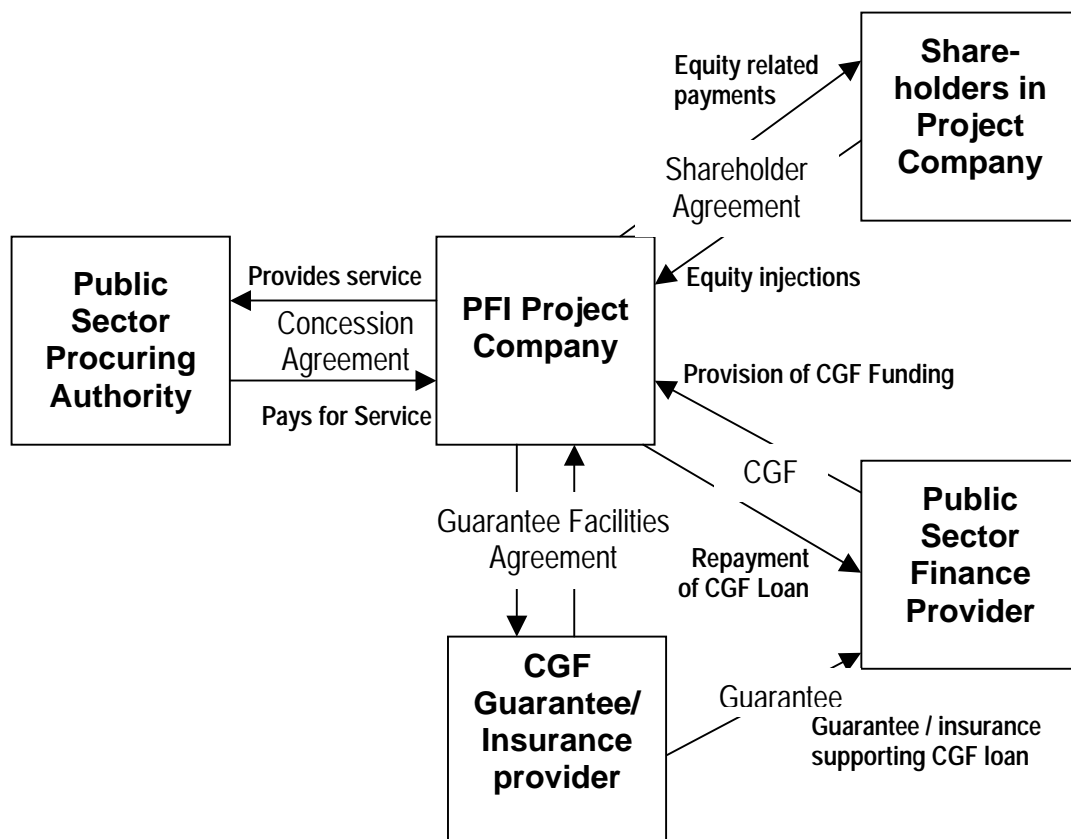 Share-
holders in
Project
Company
Equity related
payments
Shareholder
Agreement
Equity injections
Public
Sector
Procuring
Authority
Provides service
Concession
Agreement
Pays for Service
PFI Project
Company
Provision of CGF Funding
CGF
Repayment
of CGF Loan
Public
Sector
Finance
Provider
Guarantee Facilities
Agreement
CGF
Guarantee/
Insurance
provider
Guarantee
Guarantee / insurance
supporting CGF loan